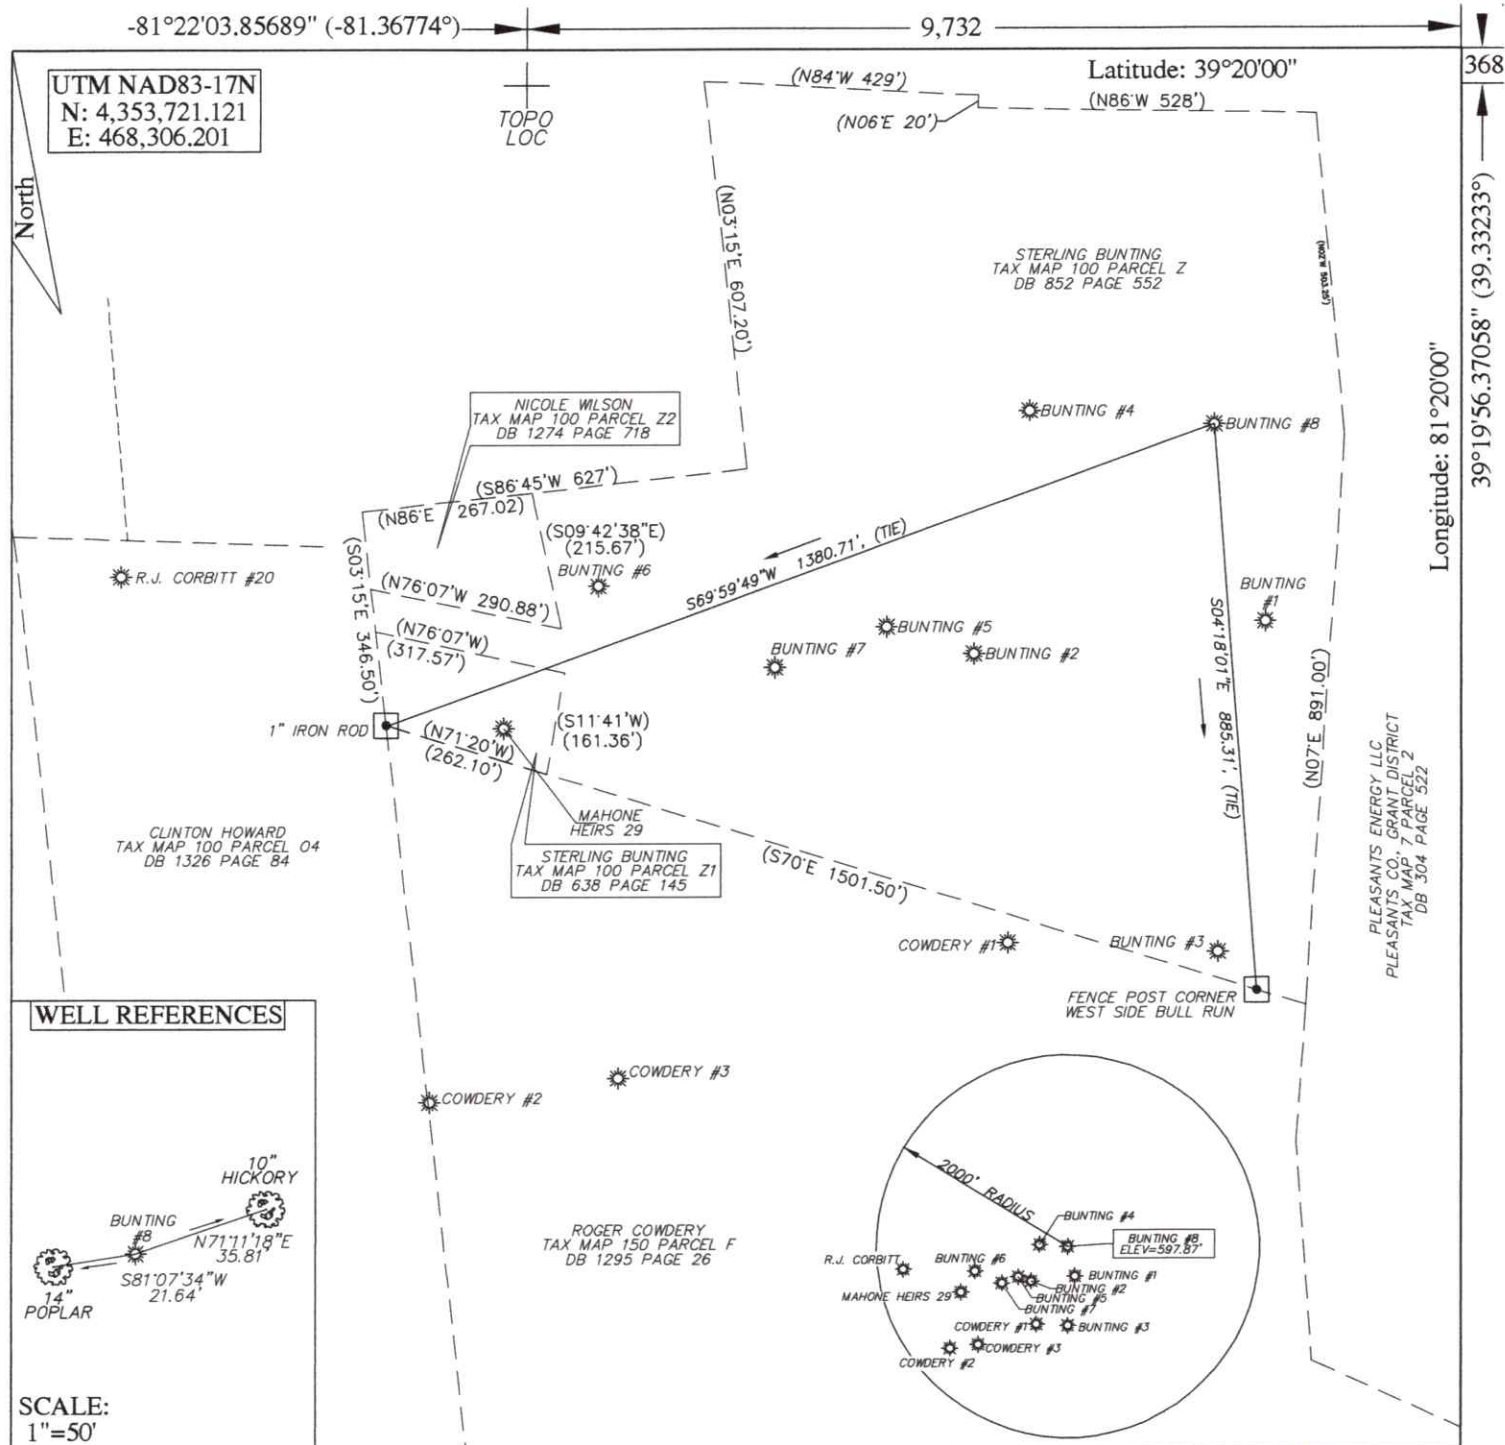 -81°22'03.85689" (-81.36774°)
9,732
368
UTM NAD83-17N
N: 4,353,721.121
E: 468,306.201
North
TOPO
LOC
Latitude: 39°20'00"
(N84°W 429')
(N86°W 528')
(N06°E 20')
(N03°15'E 607.20')
STERLING BUNTING
TAX MAP 100 PARCEL Z
DB 852 PAGE 552
(N02°W 503.25')
39°19'56.37058" (39.33233°)
Longitude: 81°20'00"
NICOLE WILSON
TAX MAP 100 PARCEL Z2
DB 1274 PAGE 718
BUNTING #4
BUNTING #8
(S86°45'W 627')
(N86°E 267.02)
(S09°42'38"E)
(215.67')
BUNTING #6
R.J. CORBITT #20
(S03°15'E 346.50')
(N76°07'W 290.88')
(N76°07'W)
(317.57')
S69°59'49"W 1380.71', (TIE)
BUNTING
#1
BUNTING #5
BUNTING #7
BUNTING #2
S04°18'01"E 885.31', (TIE)
(N07°E 891.00')
1" IRON ROD
(N71°20'W)
(262.10')
(S11°41'W)
(161.36')
MAHONE
HEIRS 29
CLINTON HOWARD
TAX MAP 100 PARCEL O4
DB 1326 PAGE 84
STERLING BUNTING
TAX MAP 100 PARCEL Z1
DB 638 PAGE 145
(S70°E 1501.50')
PLEASANTS ENERGY LLC
PLEASANTS CO., GRANT DISTRICT
TAX MAP 7 PARCEL 2
DB 304 PAGE 522
COWDERY #1
BUNTING #3
FENCE POST CORNER
WEST SIDE BULL RUN
WELL REFERENCES
COWDERY #3
COWDERY #2
10"
HICKORY
BUNTING
#8
N71°11'18"E
35.81'
S81°07'34"W
21.64'
14"
POPLAR
ROGER COWDERY
TAX MAP 150 PARCEL F
DB 1295 PAGE 26
2000' RADIUS
BUNTING #4
BUNTING #8
ELEV=597.87'
R.J. CORBITT
BUNTING #6
BUNTING #1
BUNTING #2
MAHONE HEIRS 29
BUNTING #5
BUNTING #7
COWDERY #1
BUNTING #3
COWDERY #3
COWDERY #2
SCALE:
1"=50'